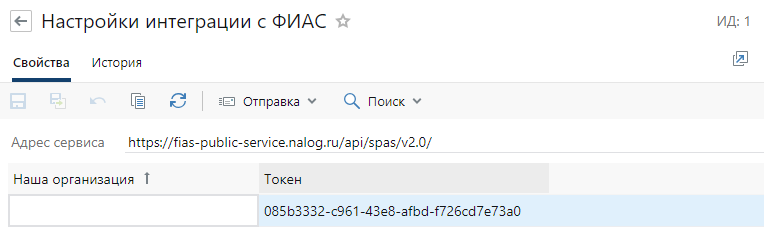 Настройки интеграции с ФИАС
ИД: 1
Свойства История
Отправка Поиск
Адрес сервиса https://fias-public-service.nalog.ru/api/spas/v2.0/
Наша организация ↑ Токен
085b3332-c961-43e8-afbd-f726cd7e73a0